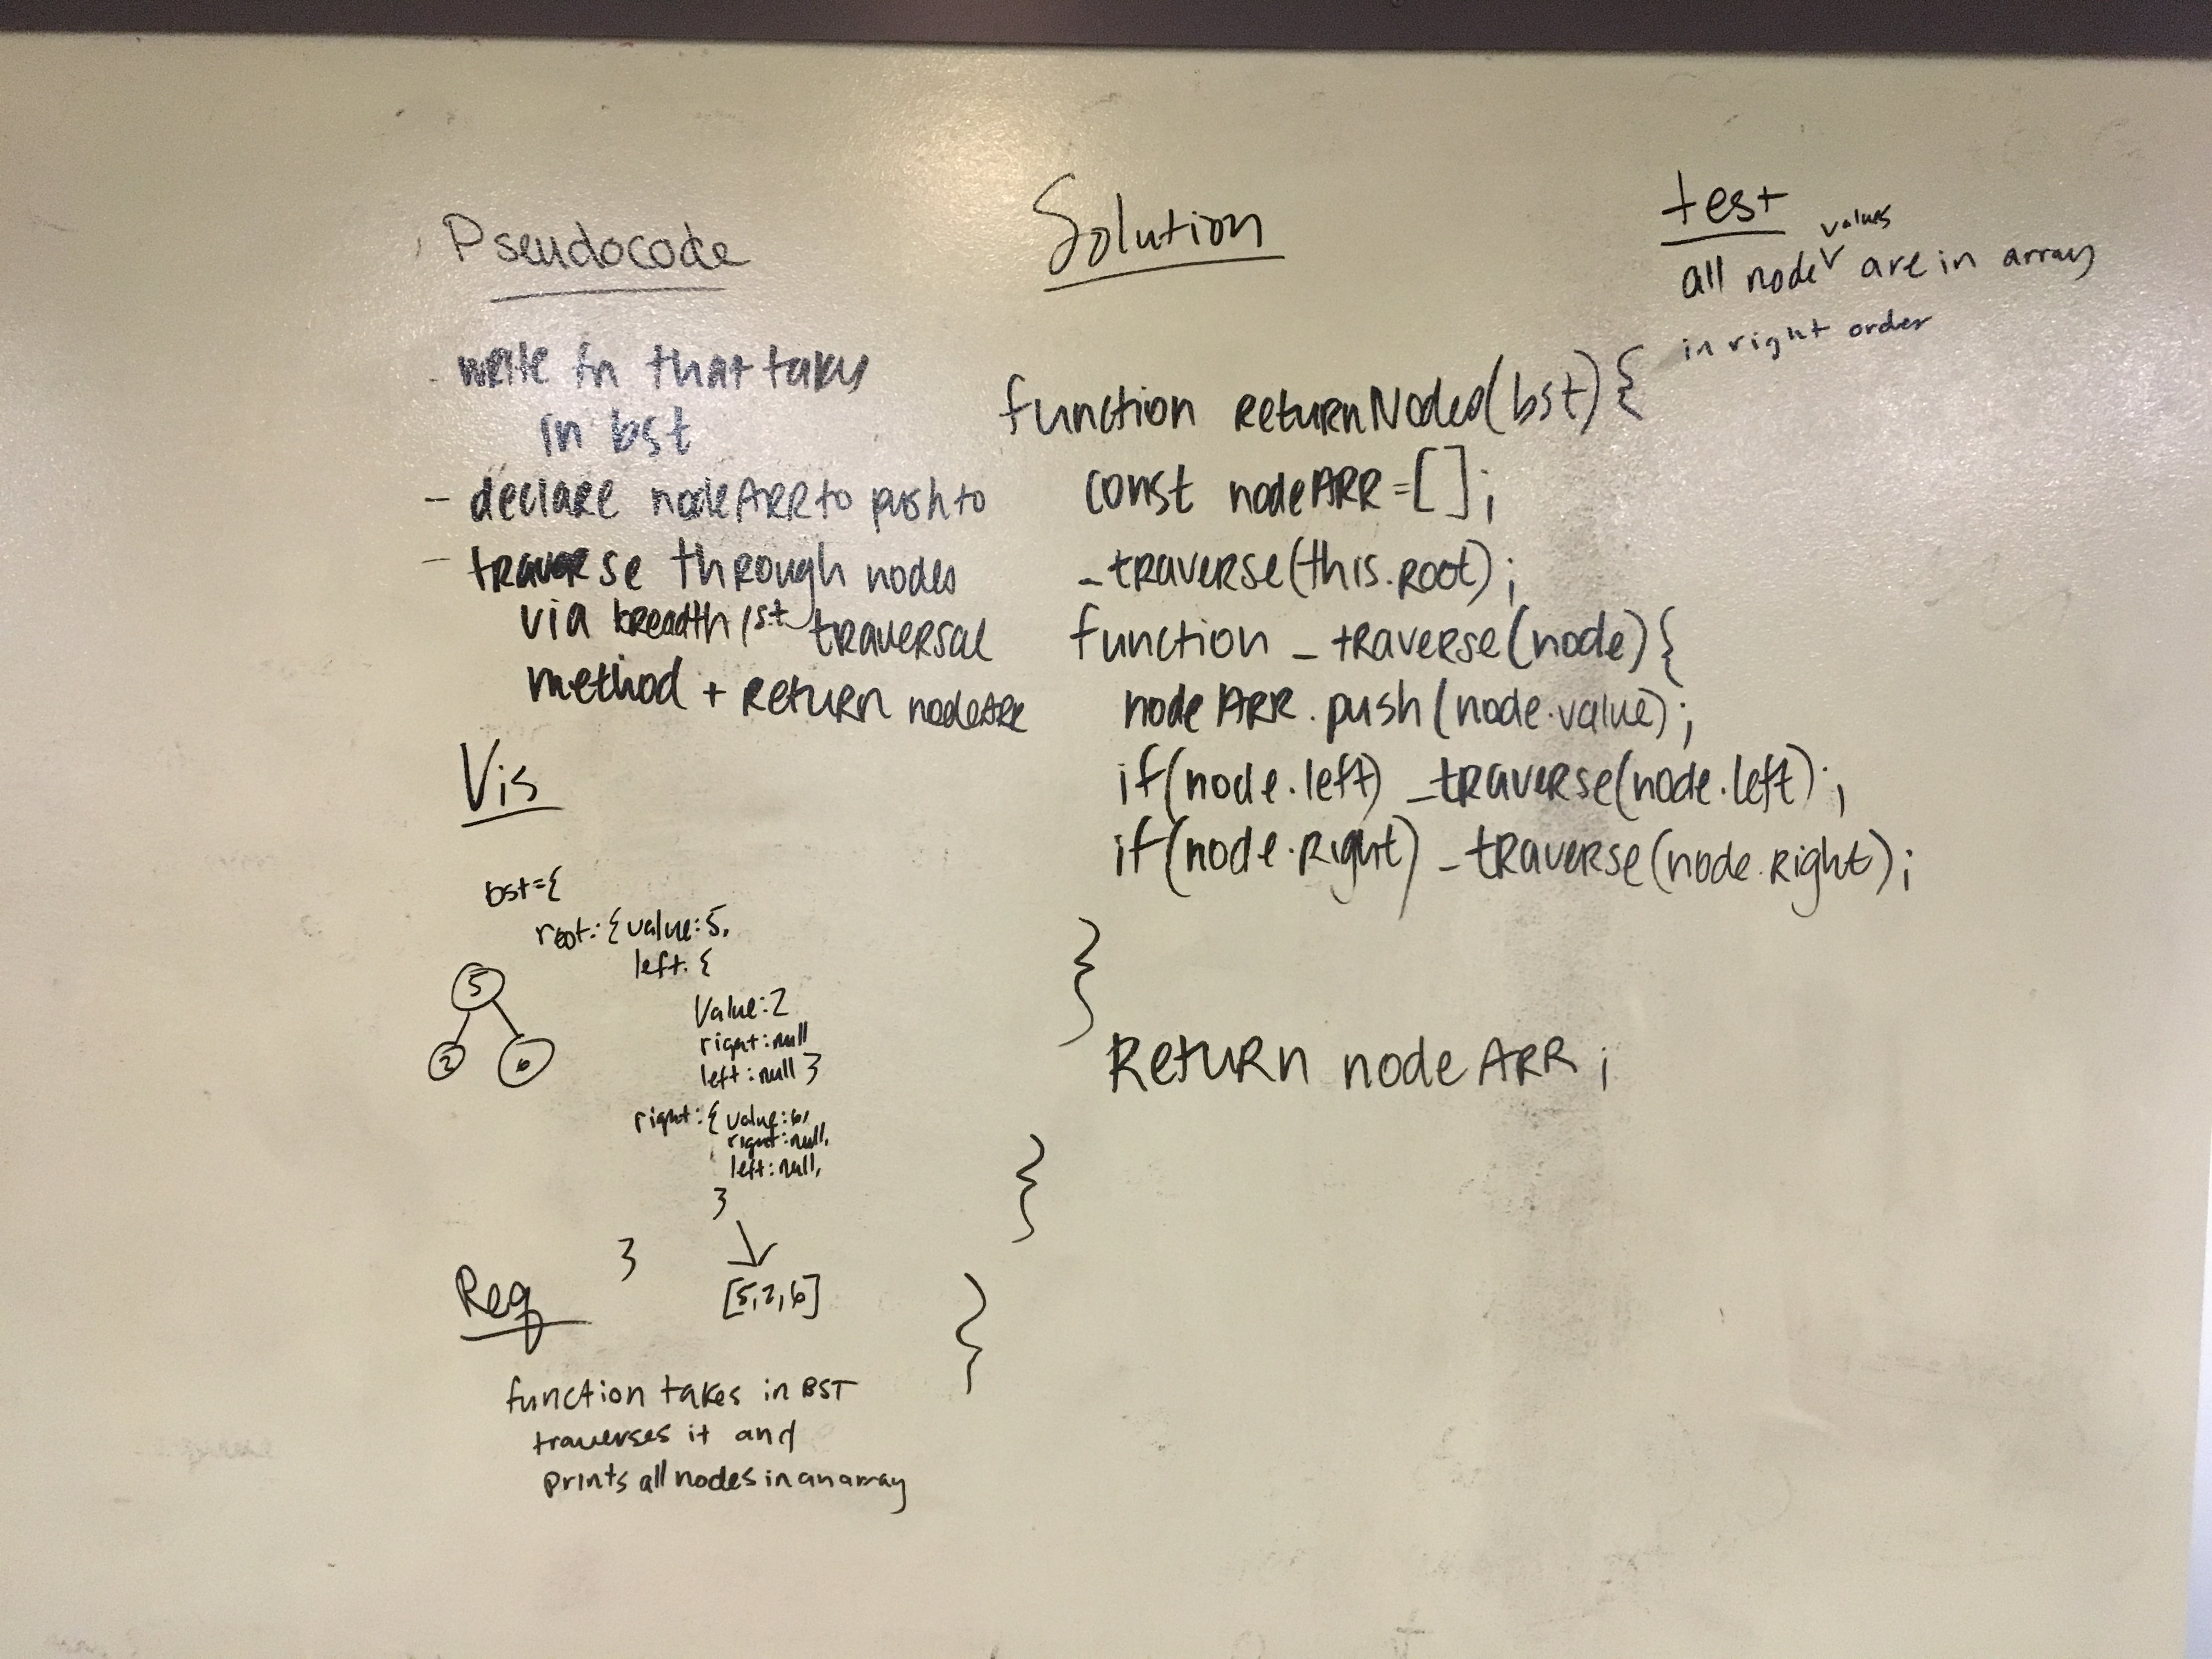 Pseudocode
- write fn that takes
in bst
- declare nodeARR to push to
- traverse through nodes
via breadth 1st traversal
method + return nodeARR
Vis
bst={
root:{value:5,
left:{
Value:2
right:null
left:null}
right:{value:6,
right:null,
left:null,
}
}
5
2 6
[5,2,6]
Req
function takes in BST
traverses it and
prints all nodes in an array
Solution
function returnNodes(bst){
const nodeARR=[];
_traverse(this.root);
function _traverse(node){
nodeARR.push(node.value);
if(node.left) _traverse(node.left);
if(node.right) _traverse(node.right);
}
Return nodeARR;
}
}
test
all node values are in array
in right order